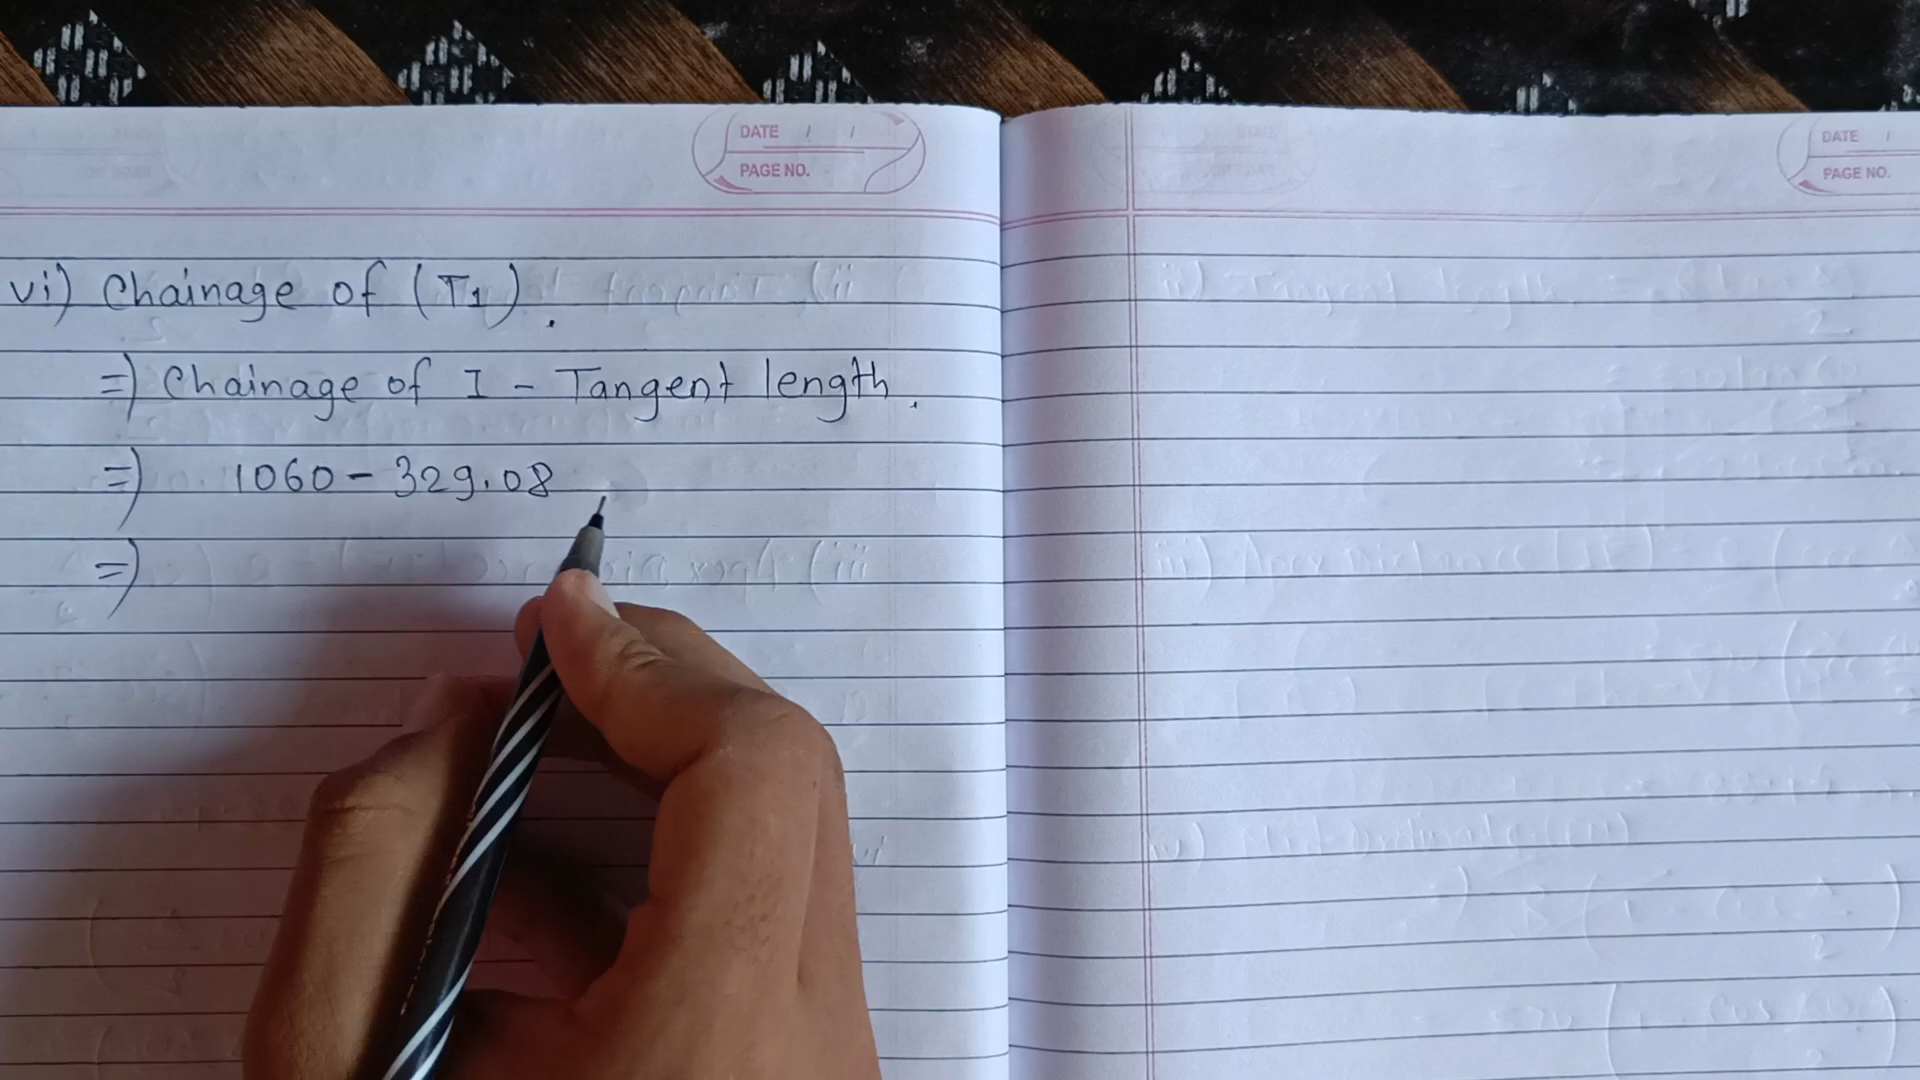 DATE / /
PAGE NO.
DATE /
PAGE NO.
vi) Chainage of (T1).
=) Chainage of I - Tangent length.
=) 1060 - 329.08
=)